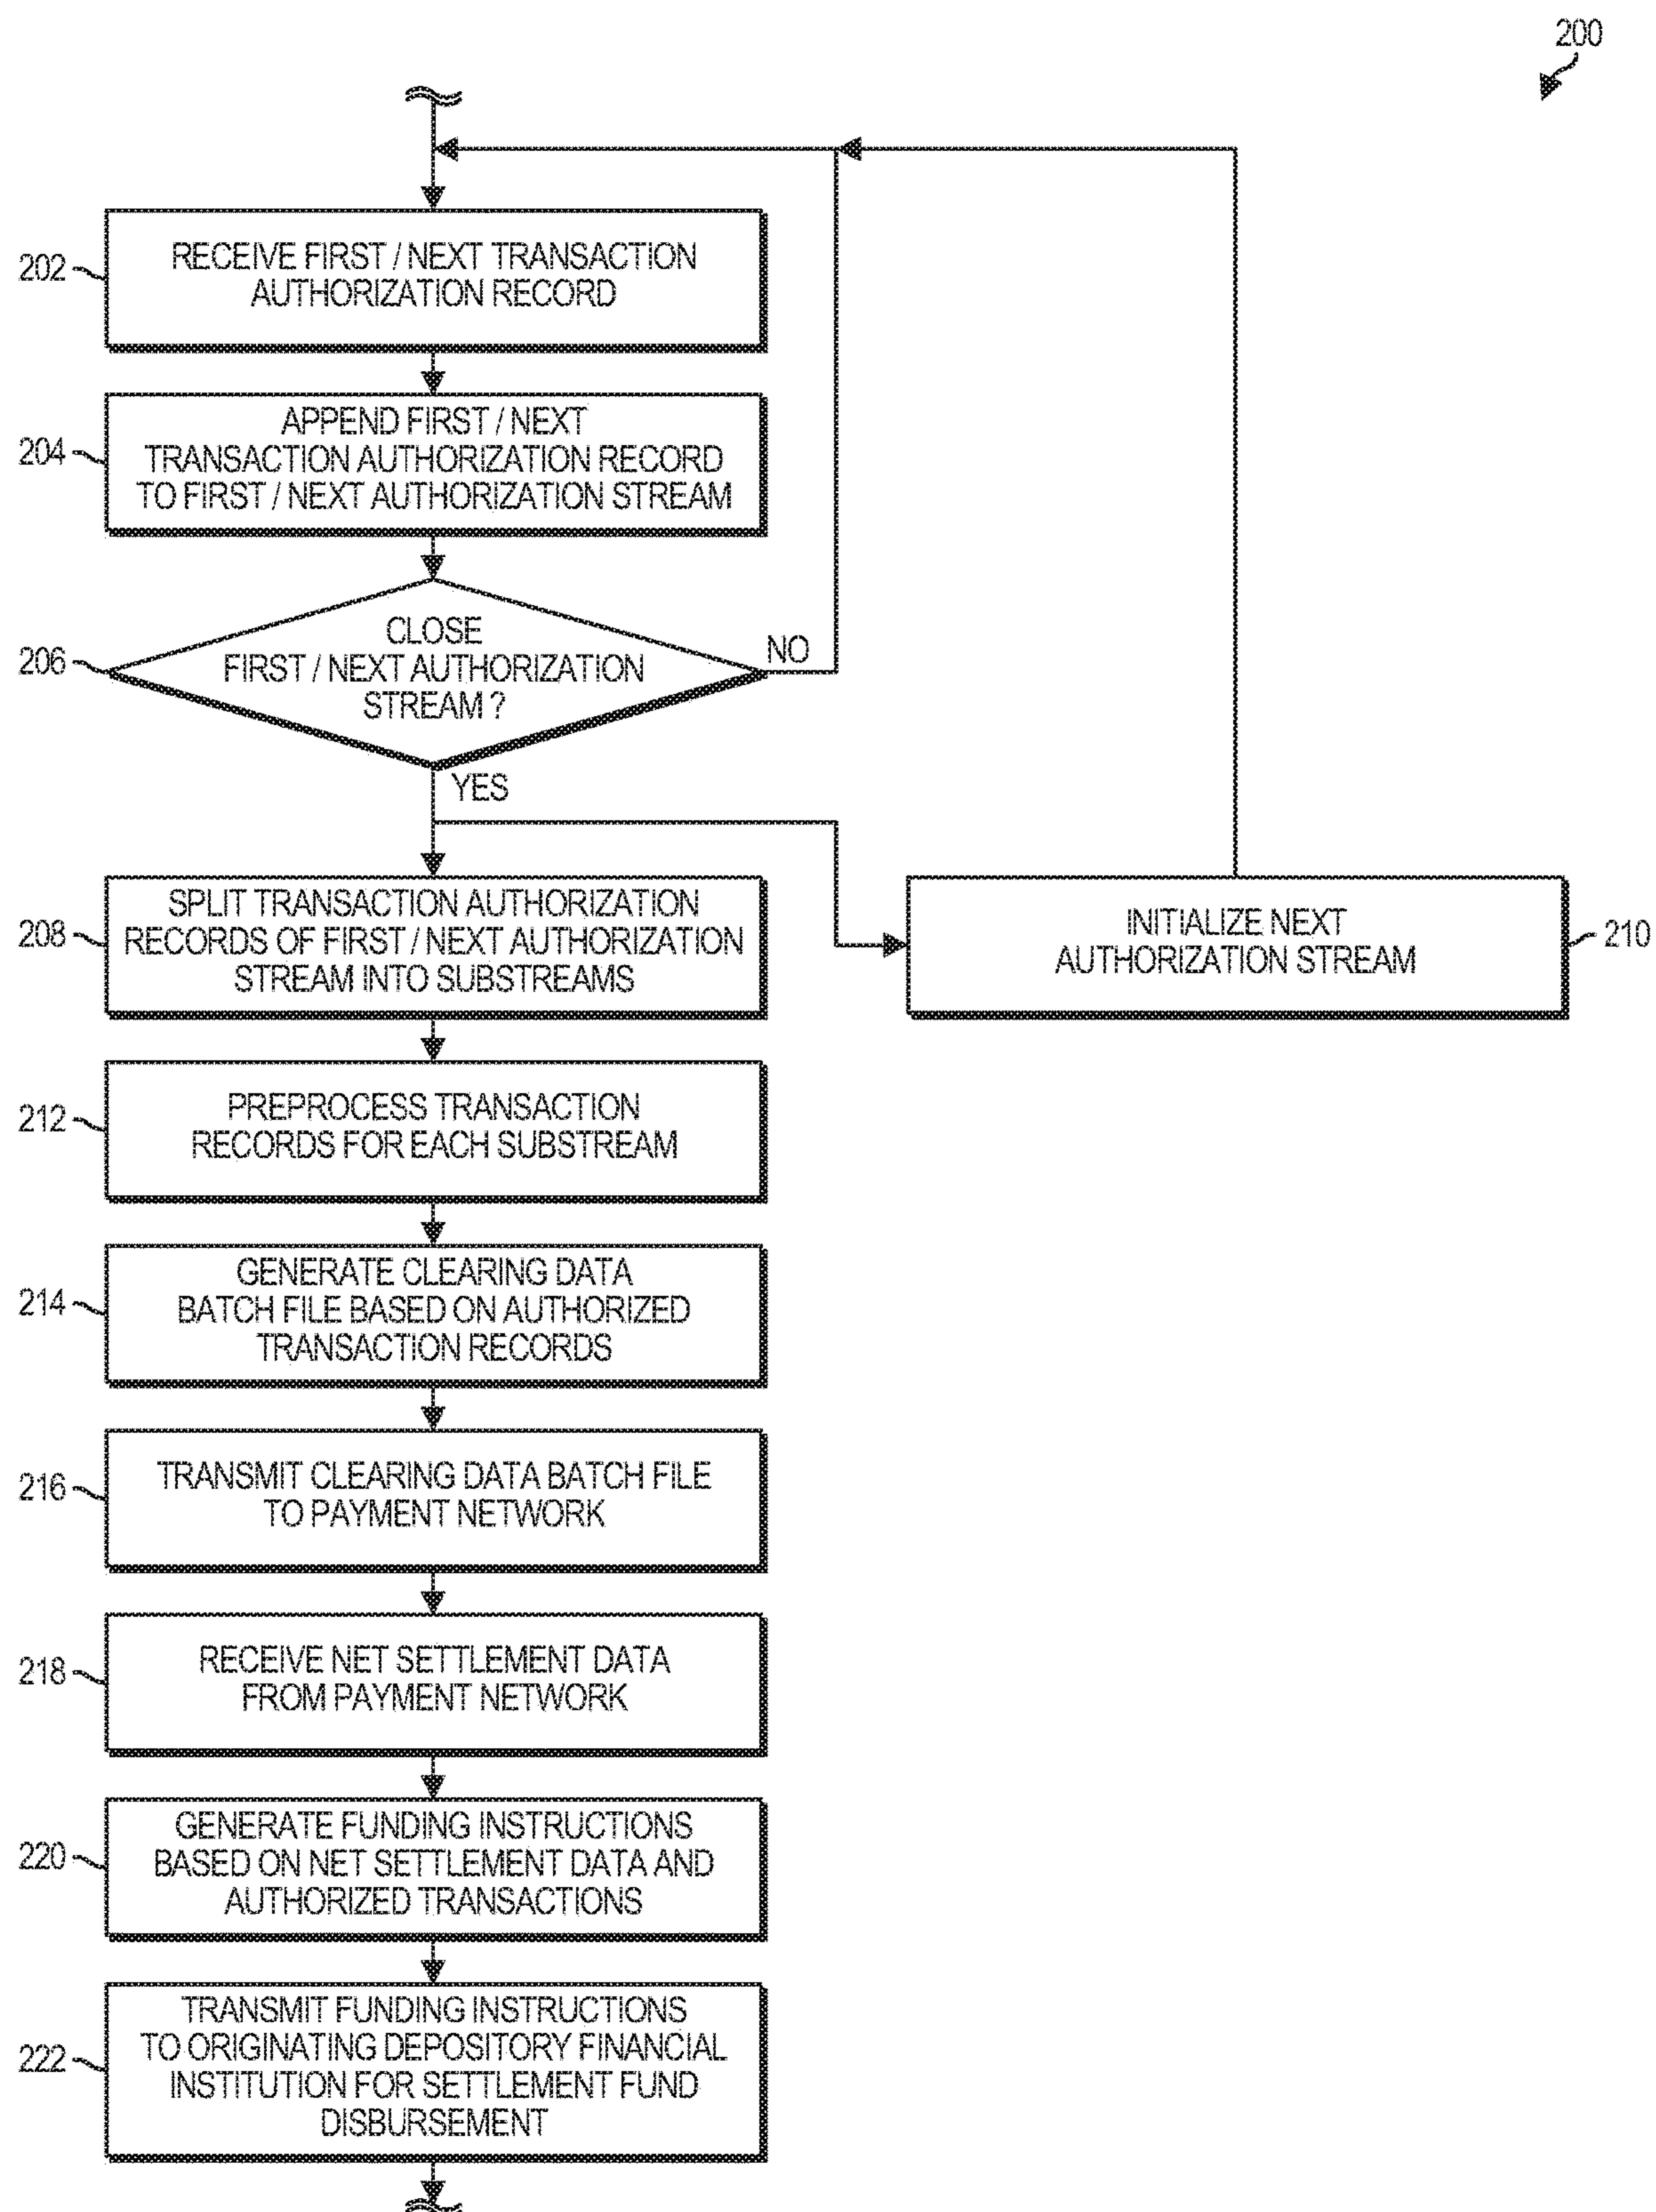 200
202
RECEIVE FIRST / NEXT TRANSACTION
AUTHORIZATION RECORD
204
APPEND FIRST / NEXT
TRANSACTION AUTHORIZATION RECORD
TO FIRST / NEXT AUTHORIZATION STREAM
206
CLOSE
FIRST / NEXT AUTHORIZATION
STREAM ?
NO
YES
208
SPLIT TRANSACTION AUTHORIZATION
RECORDS OF FIRST / NEXT AUTHORIZATION
STREAM INTO SUBSTREAMS
INITIALIZE NEXT
AUTHORIZATION STREAM
210
212
PREPROCESS TRANSACTION
RECORDS FOR EACH SUBSTREAM
214
GENERATE CLEARING DATA
BATCH FILE BASED ON AUTHORIZED
TRANSACTION RECORDS
216
TRANSMIT CLEARING DATA BATCH FILE
TO PAYMENT NETWORK
218
RECEIVE NET SETTLEMENT DATA
FROM PAYMENT NETWORK
220
GENERATE FUNDING INSTRUCTIONS
BASED ON NET SETTLEMENT DATA AND
AUTHORIZED TRANSACTIONS
222
TRANSMIT FUNDING INSTRUCTIONS
TO ORIGINATING DEPOSITORY FINANCIAL
INSTITUTION FOR SETTLEMENT FUND
DISBURSEMENT